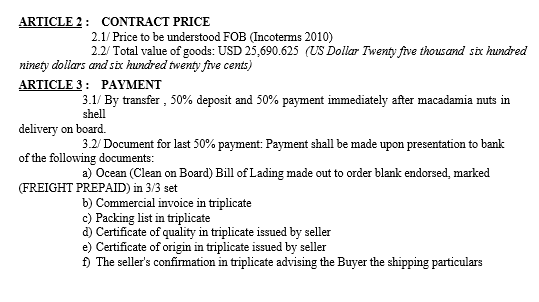 ARTICLE 2 : CONTRACT PRICE
2.1/ Price to be understood FOB (Incoterms 2010)
2.2/ Total value of goods: USD 25,690.625 (US Dollar Twenty five thousand six hundred
ninety dollars and six hundred twenty five cents)
ARTICLE 3 : PAYMENT
3.1/ By transfer , 50% deposit and 50% payment immediately after macadamia nuts in
shell
delivery on board.
3.2/ Document for last 50% payment: Payment shall be made upon presentation to bank
of the following documents:
a) Ocean (Clean on Board) Bill of Lading made out to order blank endorsed, marked
(FREIGHT PREPAID) in 3/3 set
b) Commercial invoice in triplicate
c) Packing list in triplicate
d) Certificate of quality in triplicate issued by seller
e) Certificate of origin in triplicate issued by seller
f) The seller's confirmation in triplicate advising the Buyer the shipping particulars